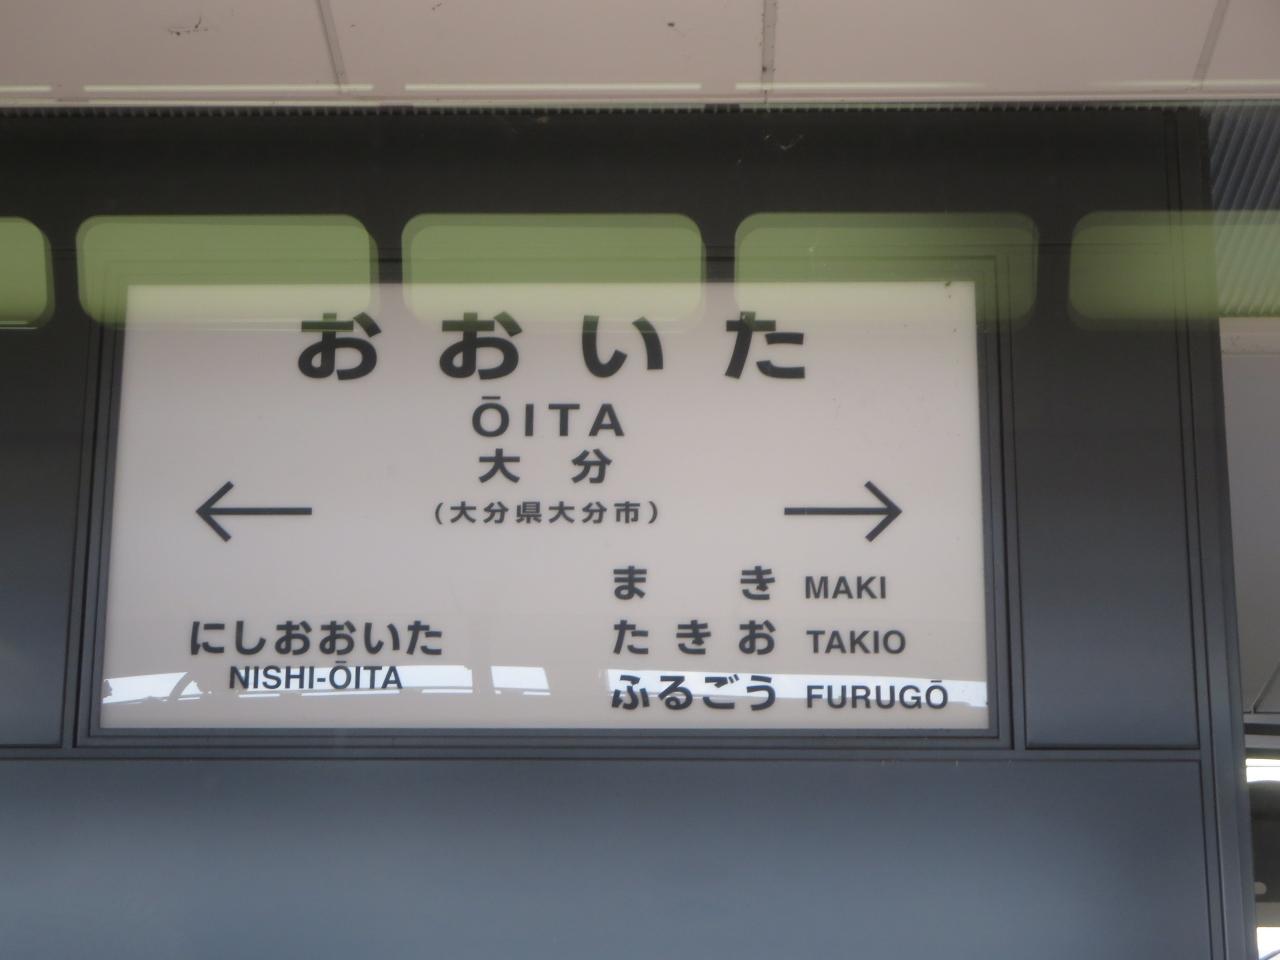 おおいた
ŌITA
大分
(大分県大分市)
← →
まき MAKI
にしおおいた
NISHI-ŌITA
たきお TAKIO
ふるごう FURUGŌ